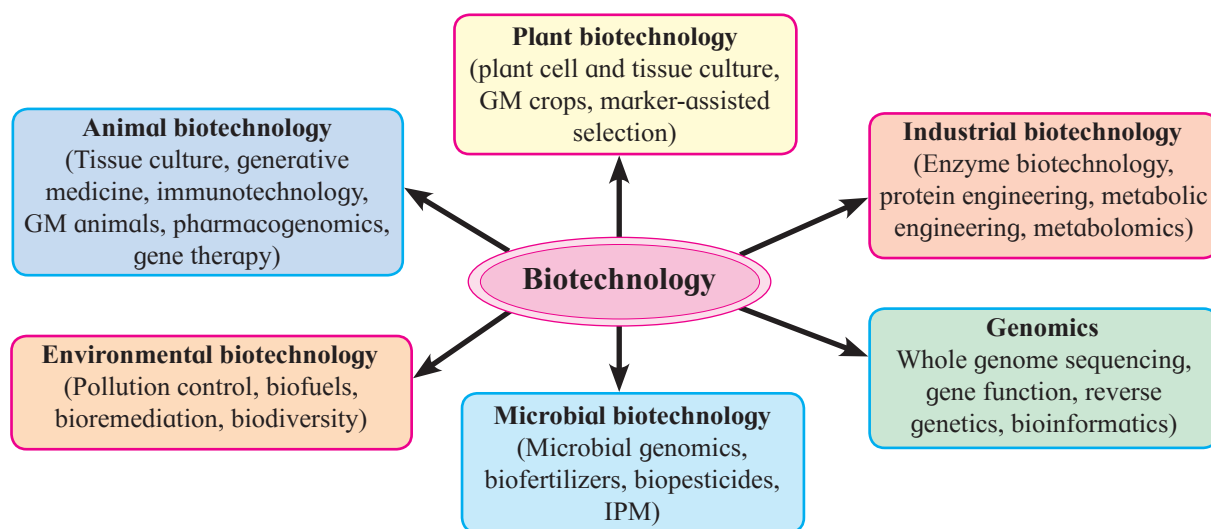 Plant biotechnology
(plant cell and tissue culture,
GM crops, marker-assisted
selection)
Animal biotechnology
(Tissue culture, generative
medicine, immunotechnology,
GM animals, pharmacogenomics,
gene therapy)
Industrial biotechnology
(Enzyme biotechnology,
protein engineering, metabolic
engineering, metabolomics)
Biotechnology
Environmental biotechnology
(Pollution control, biofuels,
bioremediation, biodiversity)
Microbial biotechnology
(Microbial genomics,
biofertilizers, biopesticides,
IPM)
Genomics
Whole genome sequencing,
gene function, reverse
genetics, bioinformatics)